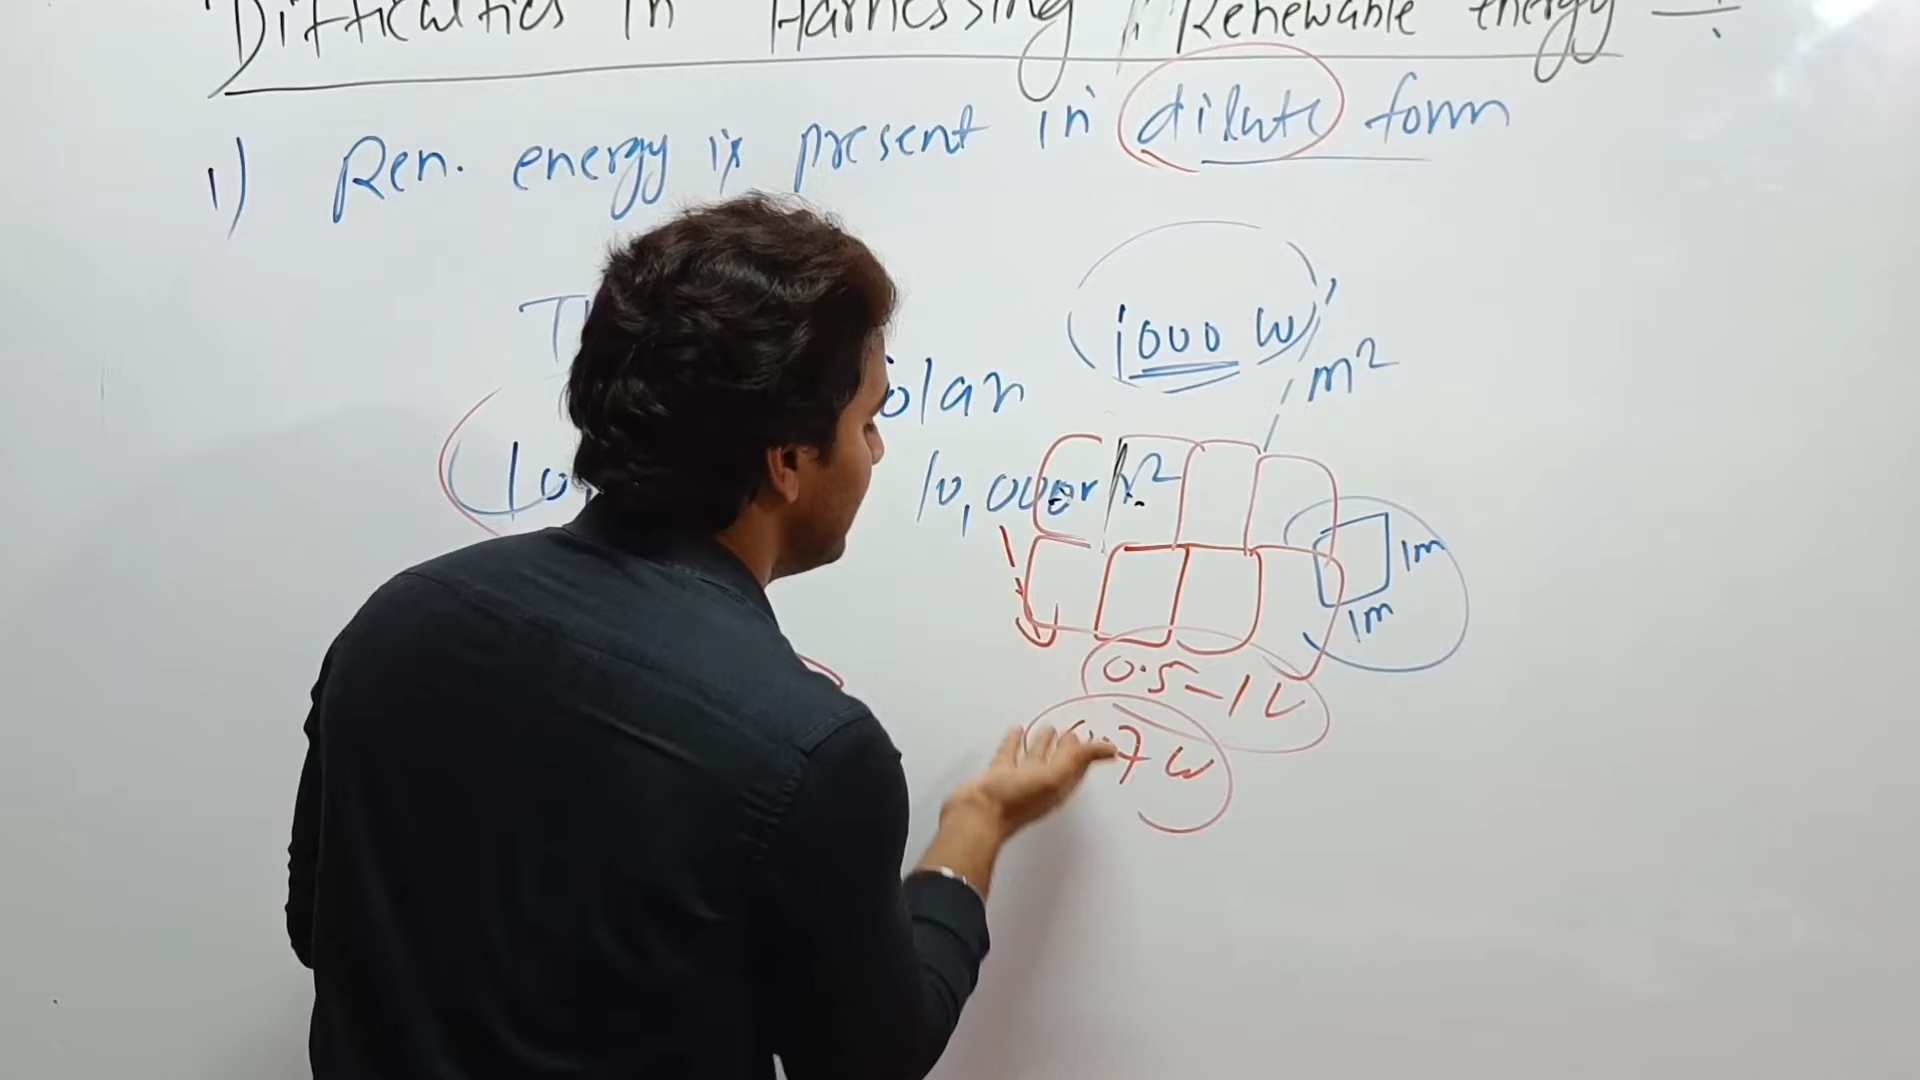 Difficulties in Harnessing Renewable energy
1) Ren. energy is present in dilute form
1000 W/m2
olar
10,000 m2
1m
1m
0.5-1 L